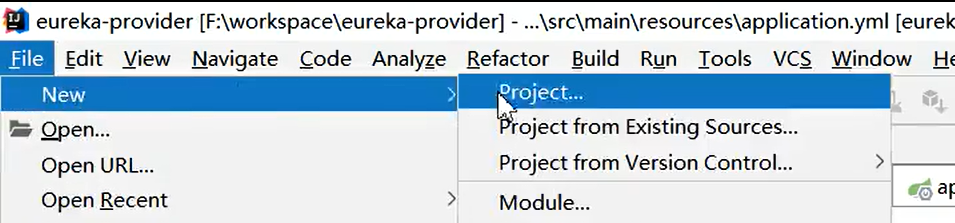 eureka-provider [F:\workspace\eureka-provider] - ...\src\main\resources\application.yml [eurek
File Edit View Navigate Code Analyze Refactor Build Run Tools VCS Window He
New Project...
Open... Project from Existing Sources...
Open URL... Project from Version Control...
Open Recent Module...
ap